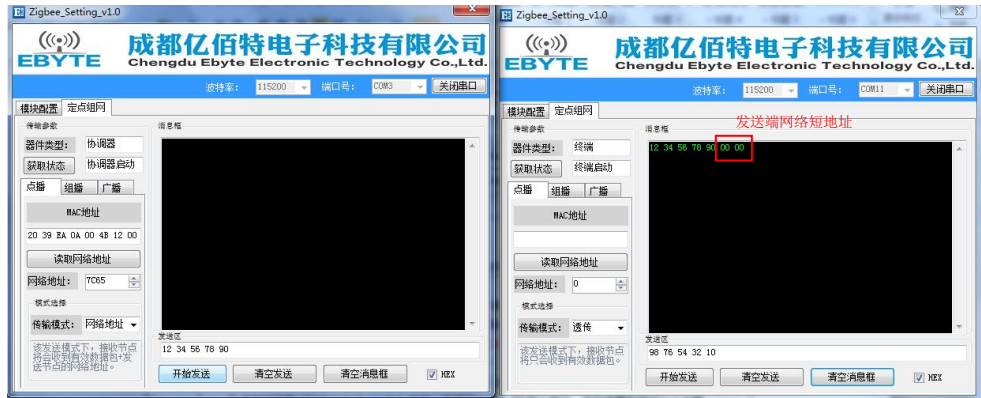 Zigbee_Setting_v1.0
EBYTE
成都亿佰特电子科技有限公司
Chengdu Ebyte Electronic Technology Co.,Ltd.
波特率: 115200 端口号: COM3 关闭串口
模块配置 定点组网
传输参数
器件类型: 协调器
获取状态 协调器启动
点播 组播 广播
MAC地址
20 39 EA 0A 00 4B 12 00
读取网络地址
网络地址: 7C65
模式选择
传输模式: 网络地址
该发送模式下，接收节点
将会收到有效数据包+发
送节点的网络地址。
消息框
发送区
12 34 56 78 90
开始发送 清空发送 清空消息框 HEX
Zigbee_Setting_v1.0
EBYTE
成都亿佰特电子科技有限公司
Chengdu Ebyte Electronic Technology Co.,Ltd.
波特率: 115200 端口号: COM11 关闭串口
模块配置 定点组网
传输参数
器件类型: 终端
获取状态 终端启动
点播 组播 广播
MAC地址
读取网络地址
网络地址: 0
模式选择
传输模式: 透传
该发送模式下，接收节点
将只会收到有效数据包。
发送端网络短地址
消息框
12 34 56 78 90 00 00
发送区
98 76 54 32 10
开始发送 清空发送 清空消息框 HEX